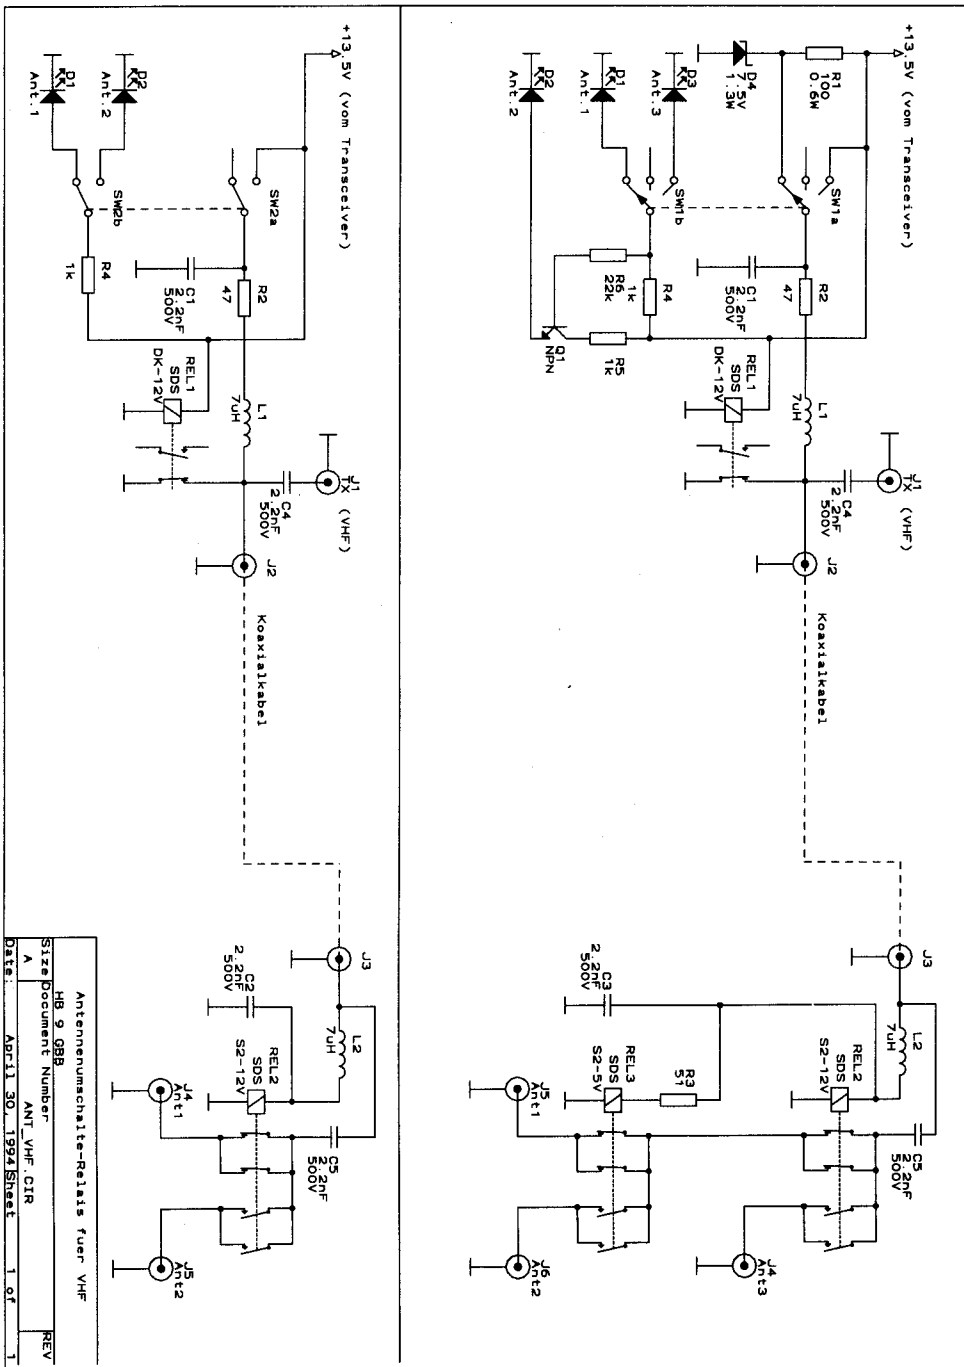 +13.5V (vom Transceiver)
R1
100
0.6W
D4
7.5V
1.3W
D3
Ant.3
D1
Ant.1
D2
Ant.2
SW1a
SW1b
C1
2.2nF
500V
R2
47
R6
22k
R4
1k
R5
1k
Q1
NPN
REL1
SDS
DK-12V
L1
7uH
J1
TX (VHF)
C4
2.2nF
500V
J2
Koaxialkabel
J3
L2
7uH
C3
2.2nF
500V
REL2
SDS
S2-12V
REL3
SDS
S2-5V
R3
51
C5
2.2nF
500V
J5
Ant1
J6
Ant2
J4
Ant3
+13.5V (vom Transceiver)
D2
Ant.2
D1
Ant.1
SW2a
SW2b
C1
2.2nF
500V
R2
47
R4
1k
REL1
SDS
DK-12V
L1
7uH
J1
TX (VHF)
C4
2.2nF
500V
J2
Koaxialkabel
J3
L2
7uH
C2
2.2nF
500V
REL2
SDS
S2-12V
C5
2.2nF
500V
J4
Ant1
J5
Ant2
Antennenumschalte-Relais fuer VHF
HB 9 GBB
Size Document Number REV
A ANT_VHF.CIR
Date: April 30, 1994 Sheet 1 of 1